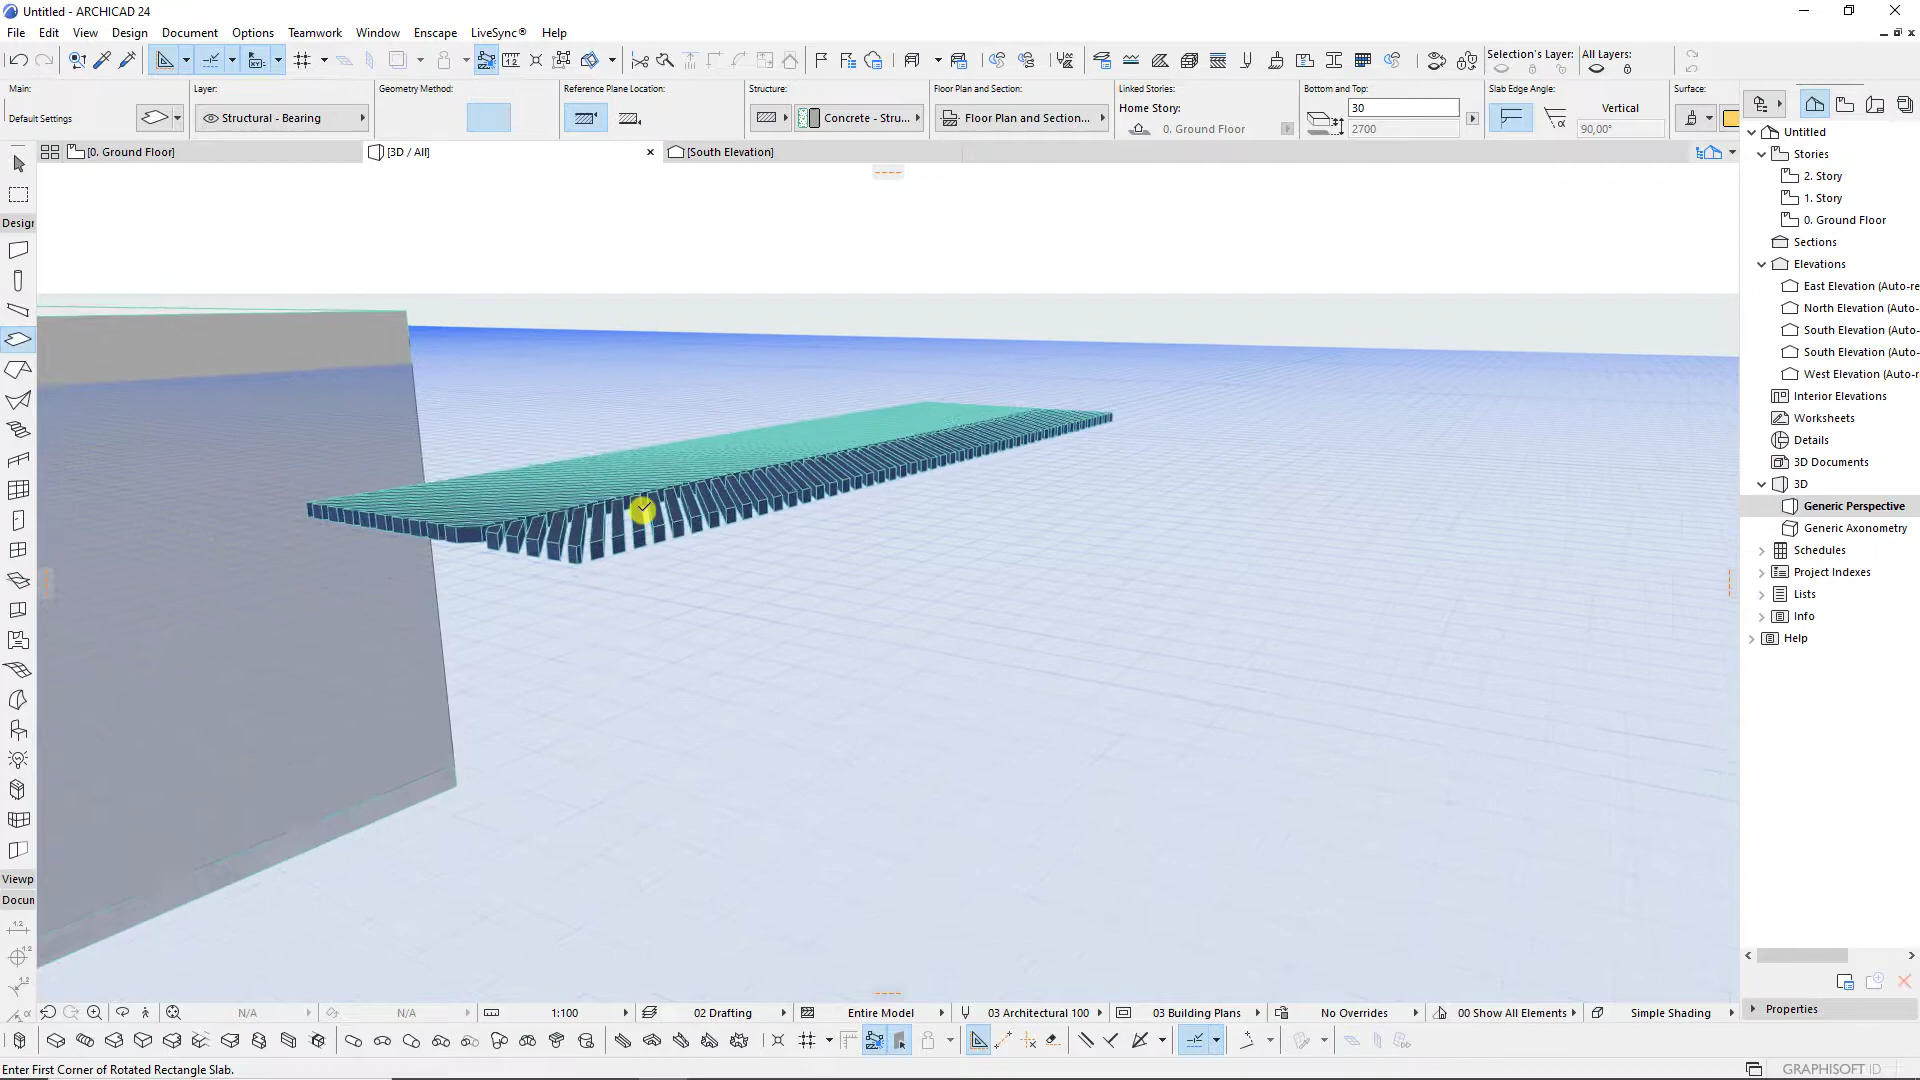 Untitled - ARCHICAD 24
File Edit View Design Document Options Teamwork Window Enscape LiveSync® Help
Selection's Layer: All Layers:
Main: Layer: Geometry Method: Reference Plane Location: Structure: Floor Plan and Section: Linked Stories: Bottom and Top: Slab Edge Angle: Surface:
Default Settings Structural - Bearing Concrete - Stru... Floor Plan and Section... Home Story: 30 Vertical
0. Ground Floor 2700 90,00°
[0. Ground Floor] [3D / All] [South Elevation]
Untitled
Stories
2. Story
1. Story
0. Ground Floor
Sections
Elevations
East Elevation (Auto-re
North Elevation (Auto-
South Elevation (Auto-
South Elevation (Auto-
West Elevation (Auto-r
Interior Elevations
Worksheets
Details
3D Documents
3D
Generic Perspective
Generic Axonometry
Schedules
Project Indexes
Lists
Info
Help
Properties
Design
Viewp
Docun
1.2
1.2
1.2
N/A N/A 1:100 02 Drafting Entire Model 03 Architectural 100 03 Building Plans No Overrides 00 Show All Elements Simple Shading
Enter First Corner of Rotated Rectangle Slab.
GRAPHISOFT ID